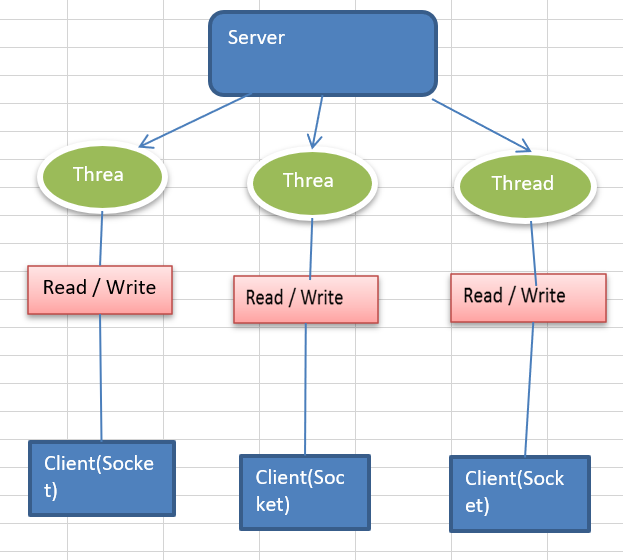 Server
Threa
Threa
Thread
Read / Write
Read / Write
Read / Write
Client(Socke
t)
Client(Soc
ket)
Client(Sock
et)